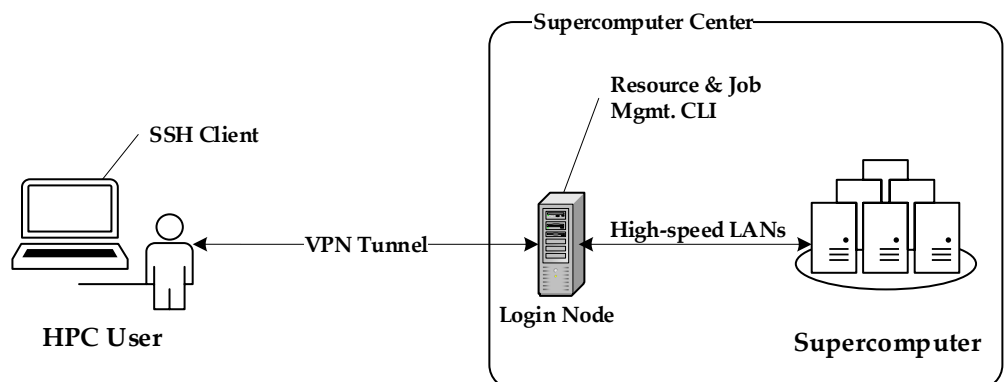 Supercomputer Center
Resource & Job
Mgmt. CLI
SSH Client
VPN Tunnel
High-speed LANs
Login Node
HPC User
Supercomputer